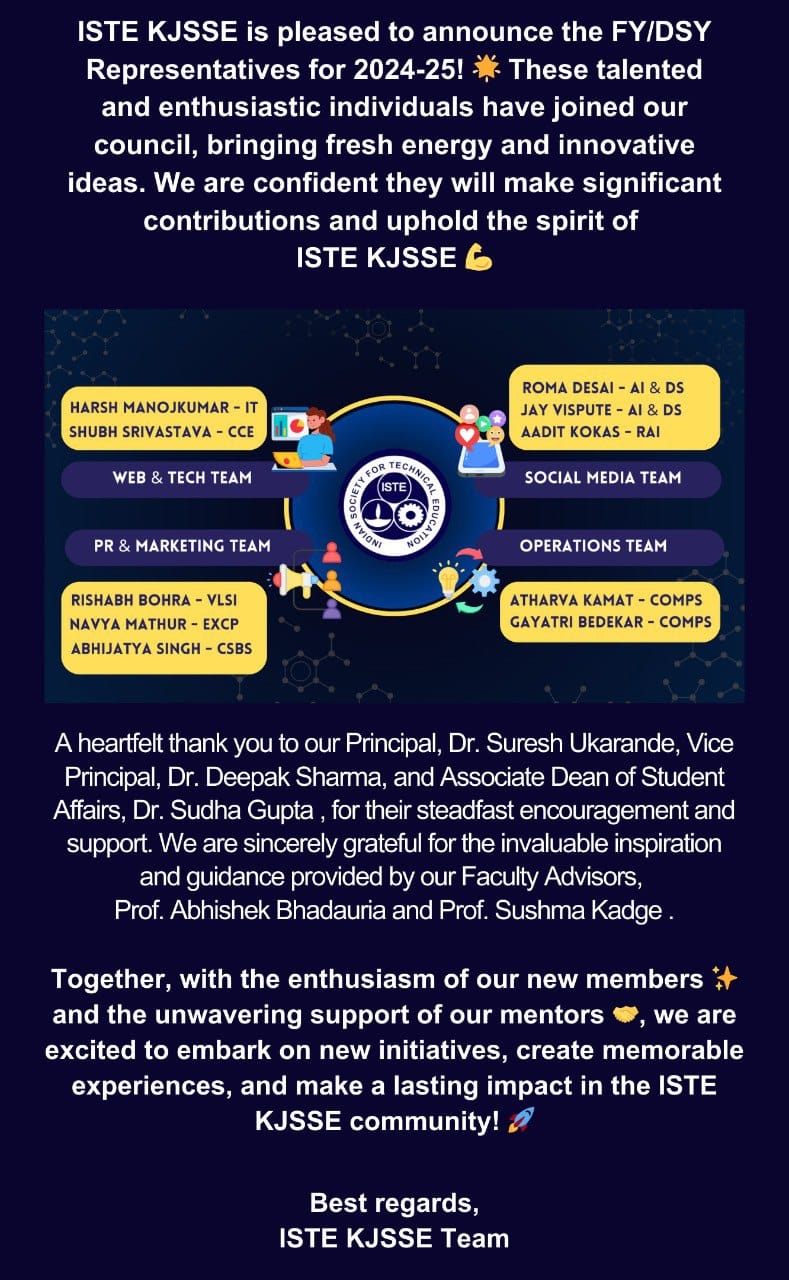 ISTE KJSSE is pleased to announce the FY/DSY
Representatives for 2024-25! 🌟 These talented
and enthusiastic individuals have joined our
council, bringing fresh energy and innovative
ideas. We are confident they will make significant
contributions and uphold the spirit of
ISTE KJSSE 💪
HARSH MANOJKUMAR - IT
SHUBH SRIVASTAVA - CCE
WEB & TECH TEAM
ROMA DESAI - AI & DS
JAY VISPUTE - AI & DS
AADIT KOKAS - RAI
SOCIAL MEDIA TEAM
INDIAN SOCIETY FOR TECHNICAL EDUCATION
ISTE
PR & MARKETING TEAM
RISHABH BOHRA - VLSI
NAVYA MATHUR - EXCP
ABHIJATYA SINGH - CSBS
OPERATIONS TEAM
ATHARVA KAMAT - COMPS
GAYATRI BEDEKAR - COMPS
A heartfelt thank you to our Principal, Dr. Suresh Ukarande, Vice
Principal, Dr. Deepak Sharma, and Associate Dean of Student
Affairs, Dr. Sudha Gupta , for their steadfast encouragement and
support. We are sincerely grateful for the invaluable inspiration
and guidance provided by our Faculty Advisors,
Prof. Abhishek Bhadauria and Prof. Sushma Kadge .
Together, with the enthusiasm of our new members ✨
and the unwavering support of our mentors 🤝, we are
excited to embark on new initiatives, create memorable
experiences, and make a lasting impact in the ISTE
KJSSE community! 🚀
Best regards,
ISTE KJSSE Team